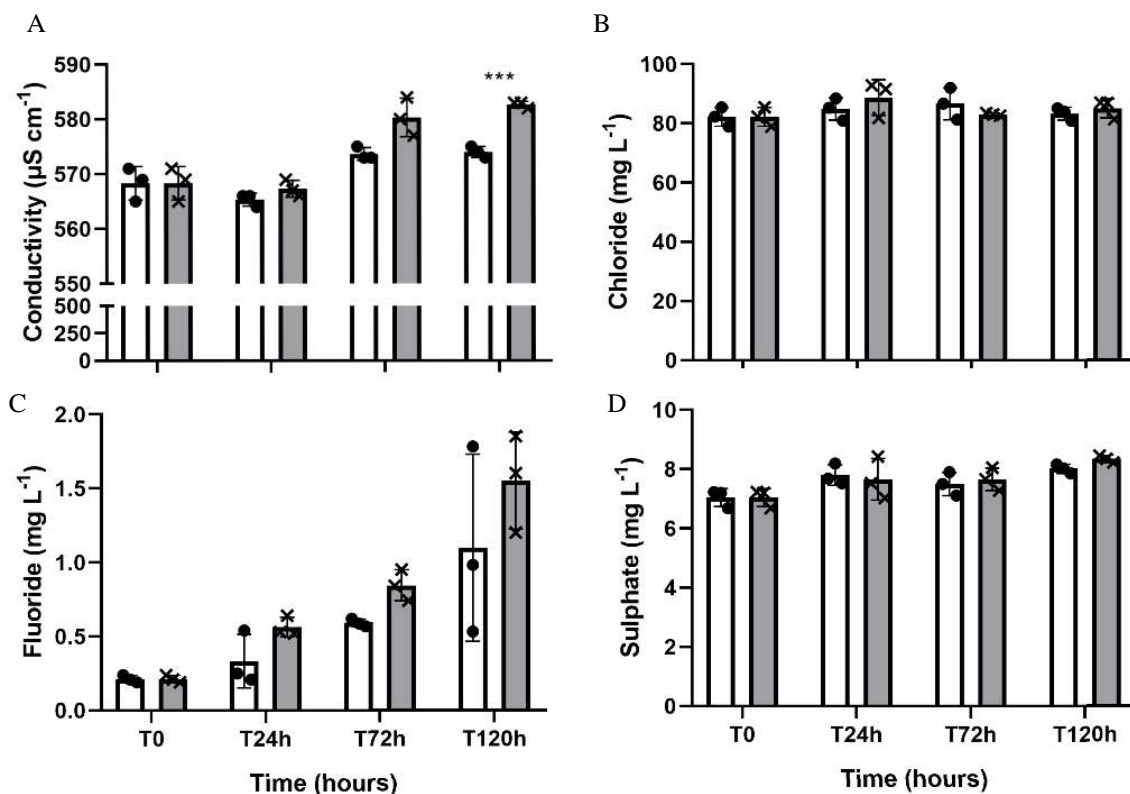 A
Conductivity (µS cm⁻¹)
590
580
570
560
550
500
250
0
***
B
Chloride (mg L⁻¹)
100
80
60
40
20
0
C
Fluoride (mg L⁻¹)
2.0
1.5
1.0
0.5
0.0
T0 T24h T72h T120h
Time (hours)
D
Sulphate (mg L⁻¹)
10
8
6
4
2
0
T0 T24h T72h T120h
Time (hours)